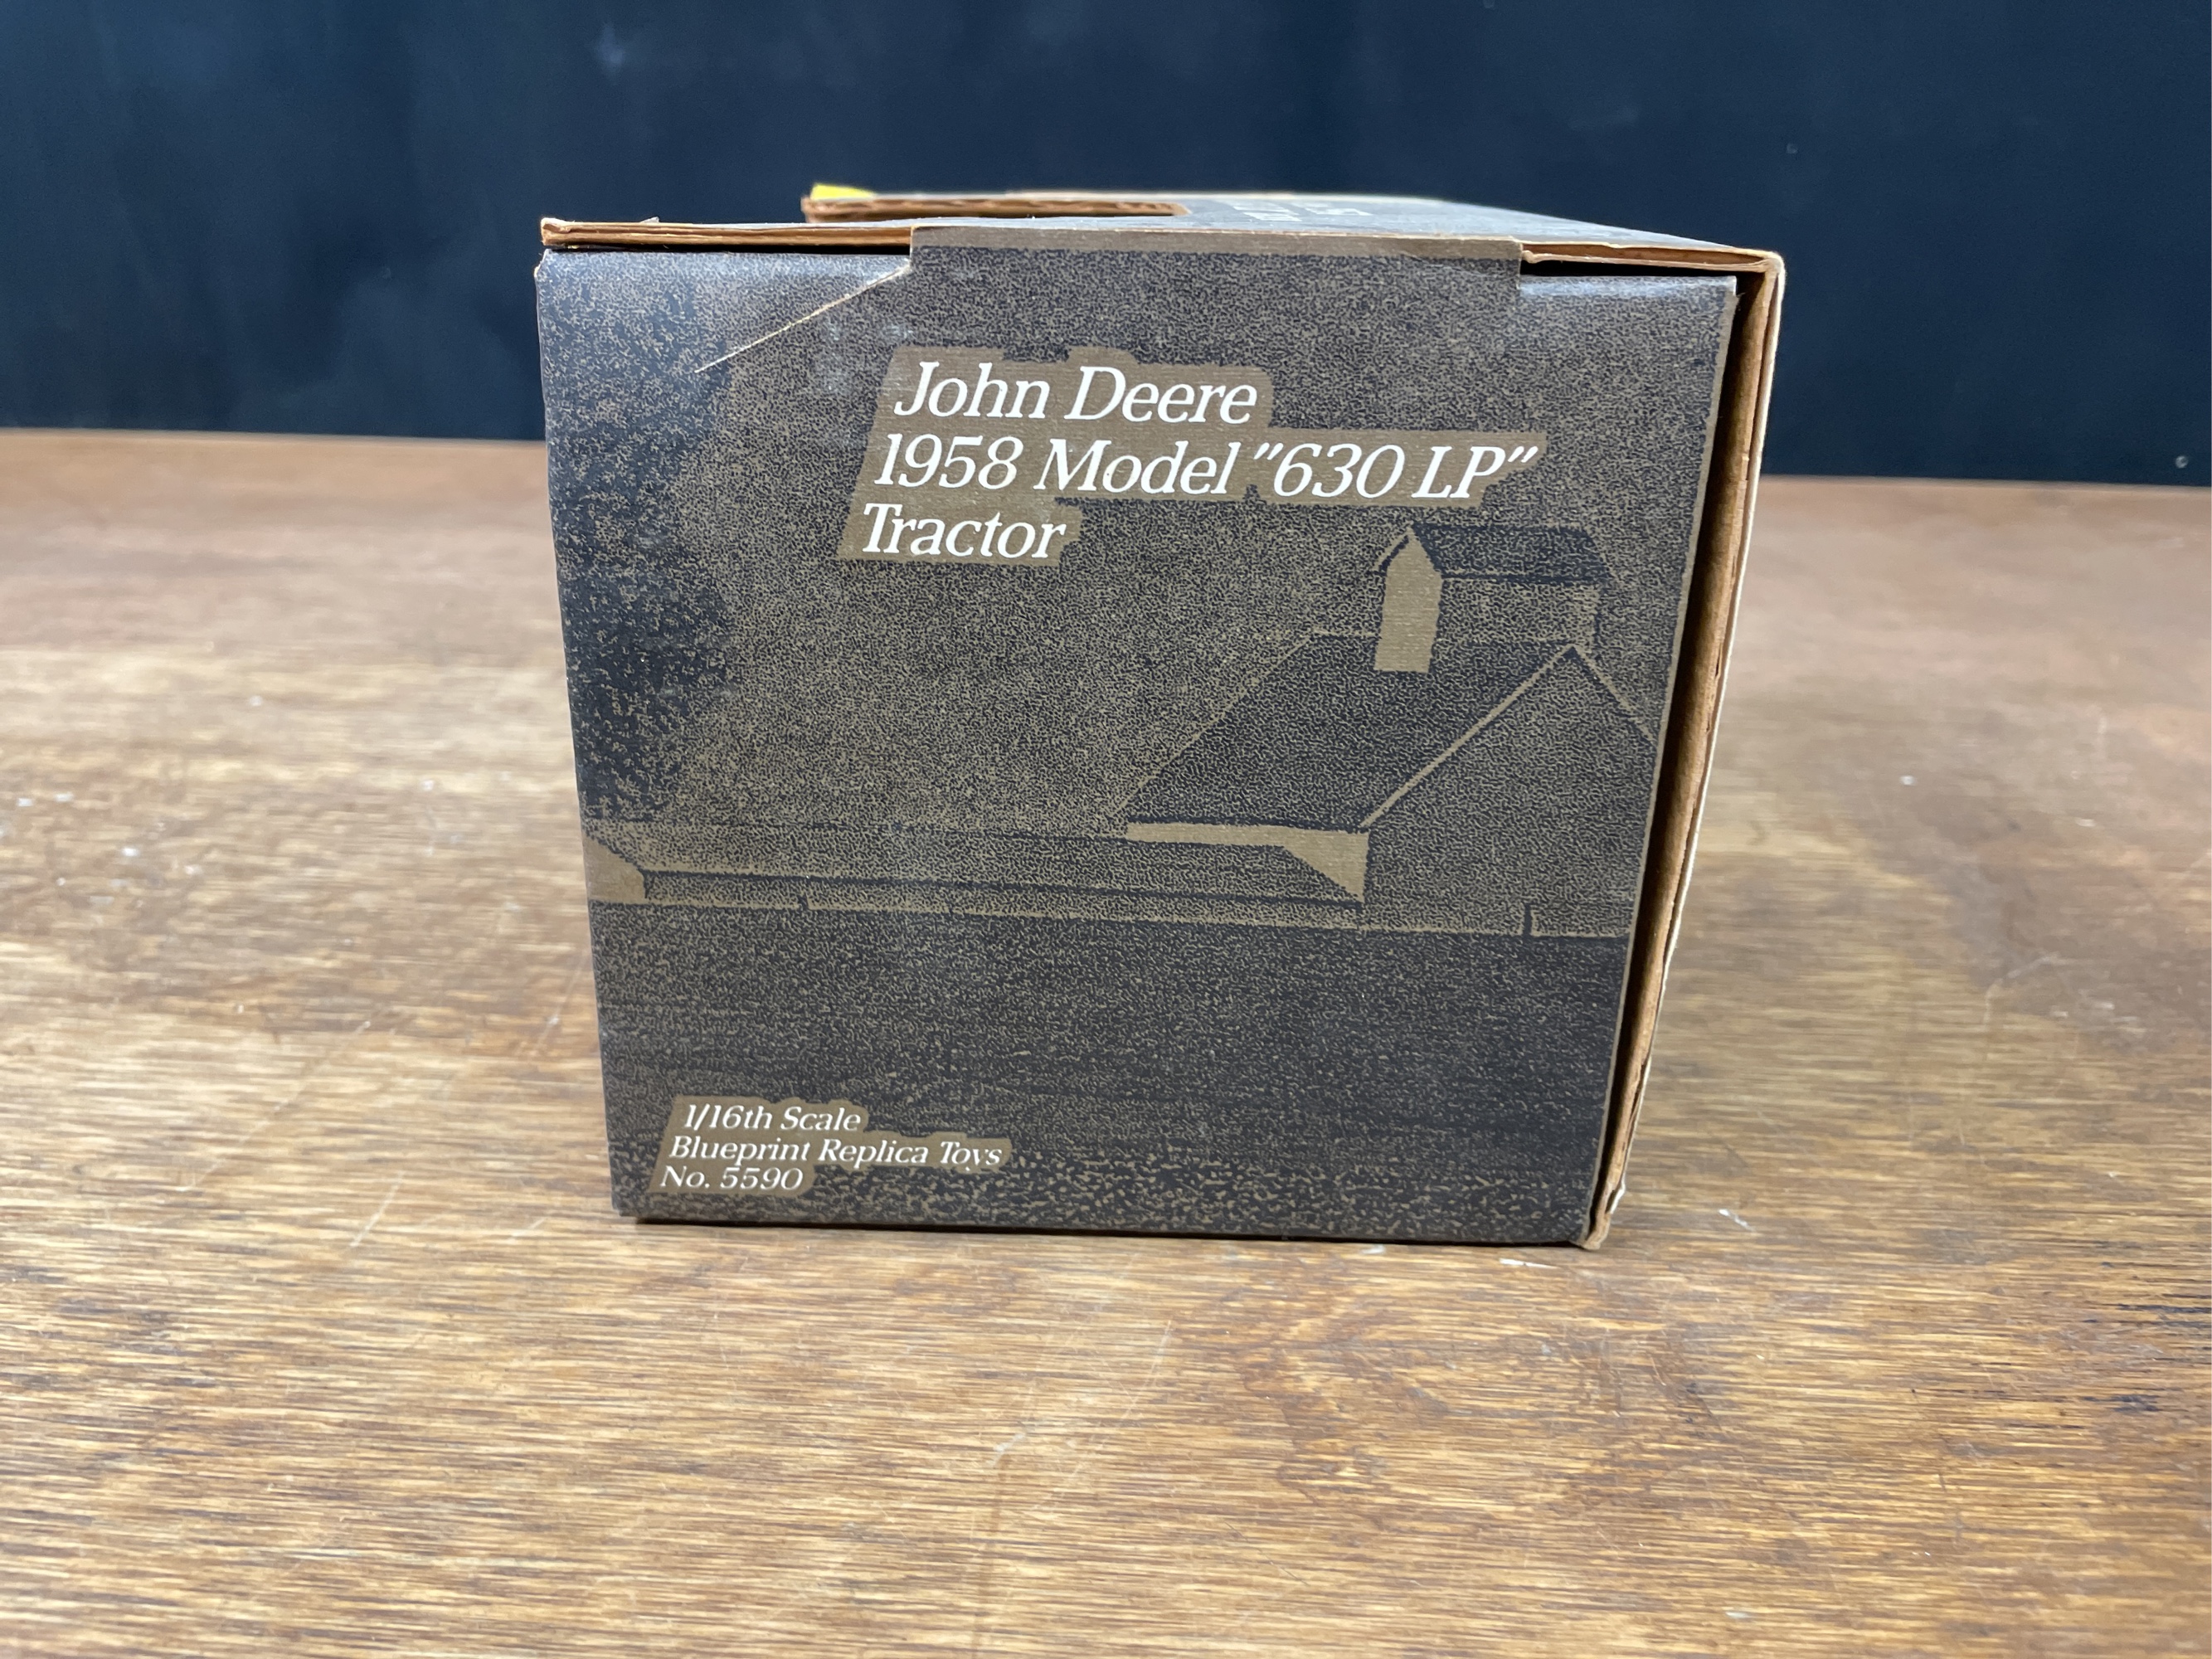 John Deere
1958 Model "630 LP"
Tractor
1/16th Scale
Blueprint Replica Toys
No. 5590